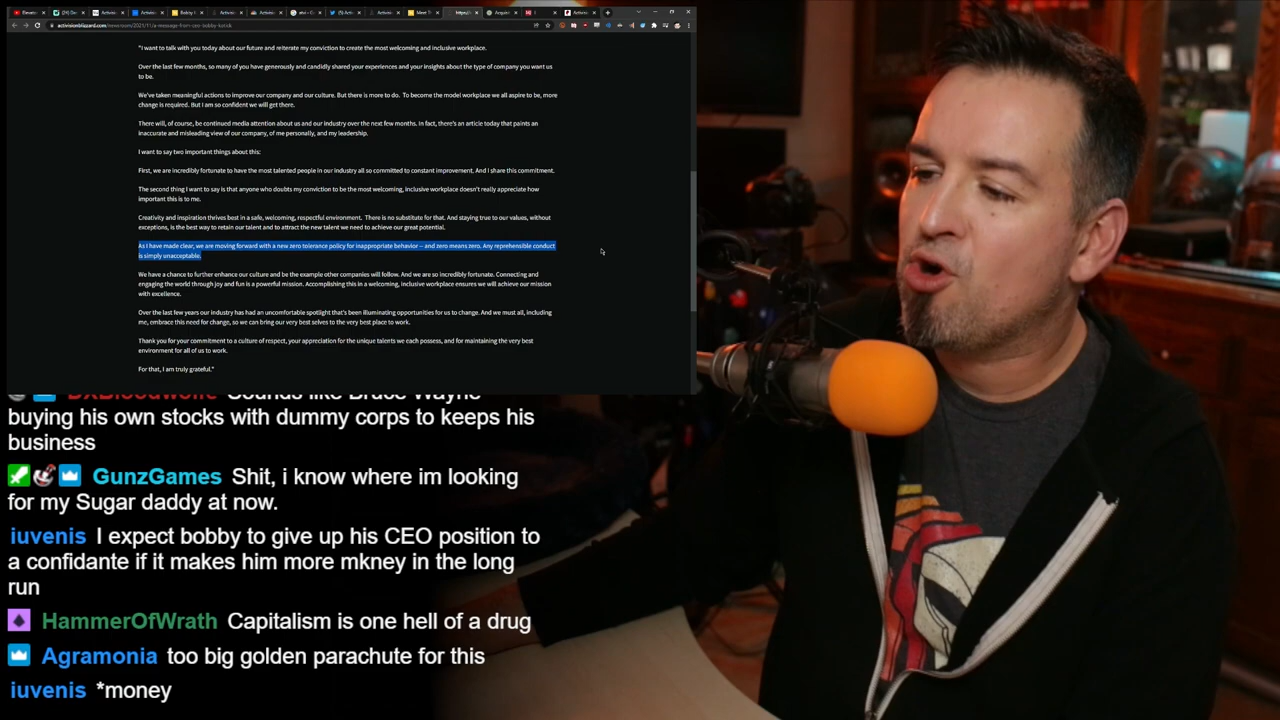 activisionblizzard.com/newsroom/2021/11/a-message-from-ceo-bobby-kotick
"I want to talk with you today about our future and reiterate my conviction to create the most welcoming and inclusive workplace.
Over the last few months, so many of you have generously and candidly shared your experiences and your insights about the type of company you want us
to be.
We've taken meaningful actions to improve our company and our culture. But there is more to do. To become the model workplace we all aspire to be, more
change is required. But I am so confident we will get there.
There will, of course, be continued media attention about us and our industry over the next few months. In fact, there's an article today that paints an
inaccurate and misleading view of our company, of me personally, and my leadership.
I want to say two important things about this:
First, we are incredibly fortunate to have the most talented people in our industry all so committed to constant improvement. And I share this commitment.
The second thing I want to say is that anyone who doubts my conviction to be the most welcoming, inclusive workplace doesn't really appreciate how
important this is to me.
Creativity and inspiration thrives best in a safe, welcoming, respectful environment. There is no substitute for that. And staying true to our values, without
exceptions, is the best way to retain our talent and to attract the new talent we need to achieve our great potential.
As I have made clear, we are moving forward with a new zero tolerance policy for inappropriate behavior – and zero means zero. Any reprehensible conduct
is simply unacceptable.
We have a chance to further enhance our culture and be the example other companies will follow. And we are so incredibly fortunate. Connecting and
engaging the world through joy and fun is a powerful mission. Accomplishing this in a welcoming, inclusive workplace ensures we will achieve our mission
with excellence.
Over the last few years our industry has had an uncomfortable spotlight that's been illuminating opportunities for us to change. And we must all, including
me, embrace this need for change, so we can bring our very best selves to the very best place to work.
Thank you for your commitment to a culture of respect, your appreciation for the unique talents we each possess, and for maintaining the very best
environment for all of us to work.
For that, I am truly grateful."
DXBloodwolfe Sounds like Bruce Wayne
buying his own stocks with dummy corps to keeps his
business
GunzGames Shit, i know where im looking
for my Sugar daddy at now.
iuvenis I expect bobby to give up his CEO position to
a confidante if it makes him more mkney in the long
run
HammerOfWrath Capitalism is one hell of a drug
Agramonia too big golden parachute for this
iuvenis *money